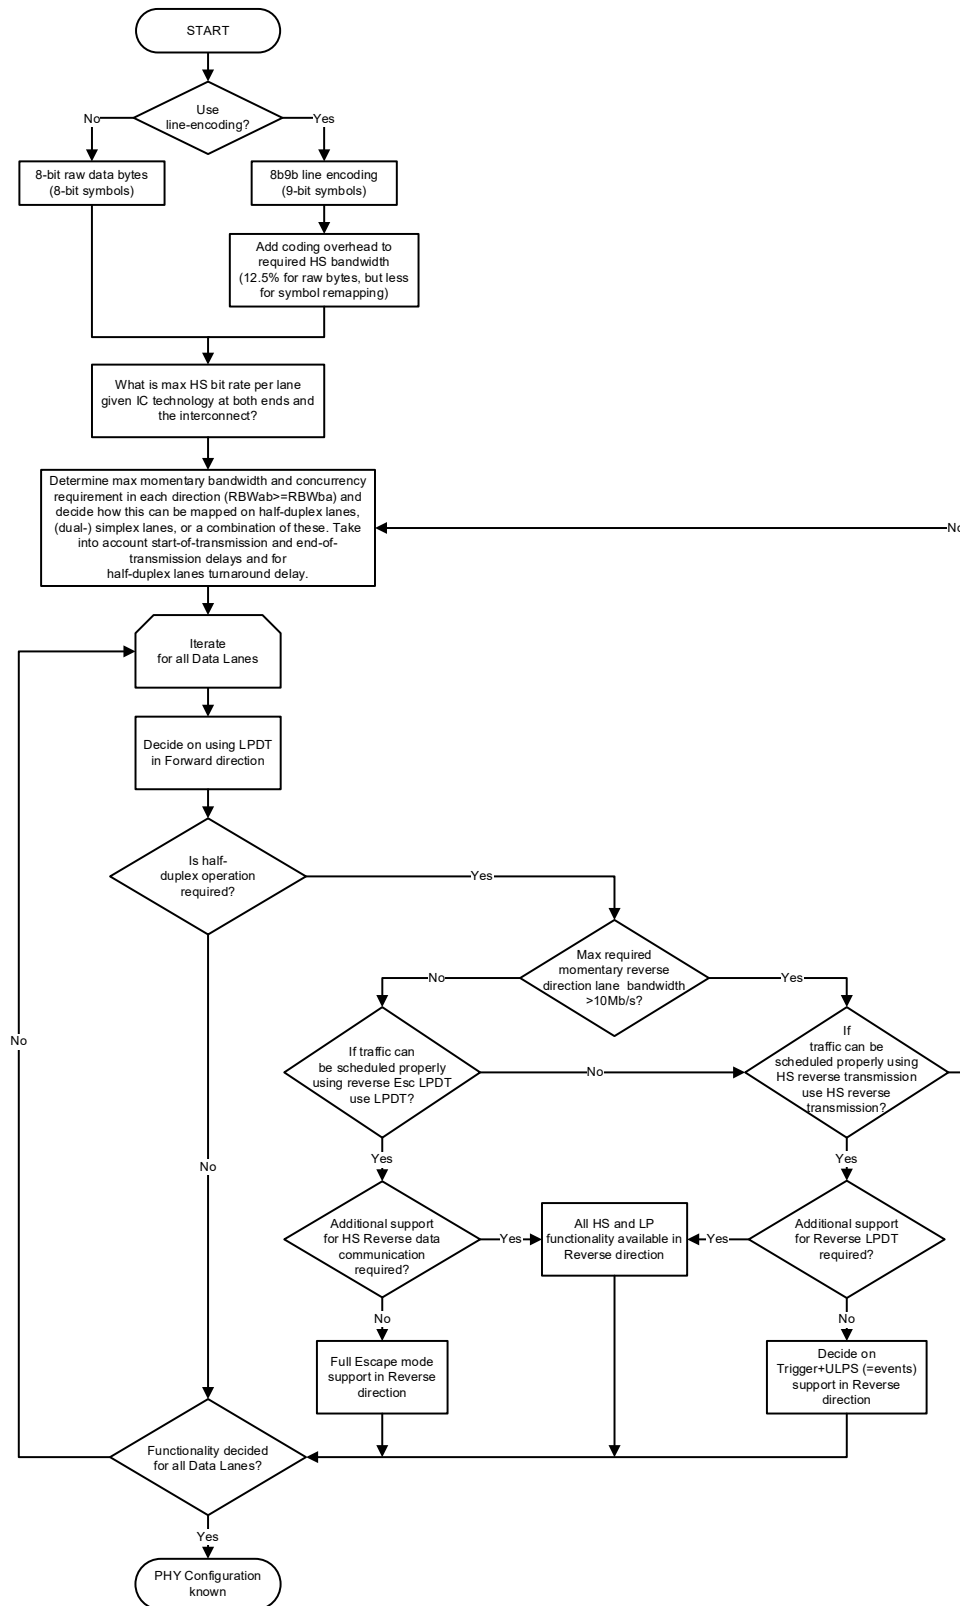 START
Use
line-encoding?
No
Yes
8-bit raw data bytes
(8-bit symbols)
8b9b line encoding
(9-bit symbols)
Add coding overhead to
required HS bandwidth
(12.5% for raw bytes, but less
for symbol remapping)
What is max HS bit rate per lane
given IC technology at both ends and
the interconnect?
Determine max momentary bandwidth and concurrency
requirement in each direction (RBWab>=RBWba) and
decide how this can be mapped on half-duplex lanes,
(dual-) simplex lanes, or a combination of these. Take
into account start-of-transmission and end-of-
transmission delays and for
half-duplex lanes turnaround delay.
No
Iterate
for all Data Lanes
Decide on using LPDT
in Forward direction
Is half-
duplex operation
required?
Yes
Max required
momentary reverse
direction lane bandwidth
>10Mb/s?
No
Yes
No
If traffic can
be scheduled properly
using reverse Esc LPDT
use LPDT?
No
If
traffic can be
scheduled properly using
HS reverse transmission
use HS reverse
transmission?
No
Yes
Yes
Additional support
for HS Reverse data
communication
required?
Yes
All HS and LP
functionality available in
Reverse direction
Yes
Additional support
for Reverse LPDT
required?
No
No
Full Escape mode
support in Reverse
direction
Decide on
Trigger+ULPS (=events)
support in Reverse
direction
Functionality decided
for all Data Lanes?
Yes
PHY Configuration
known